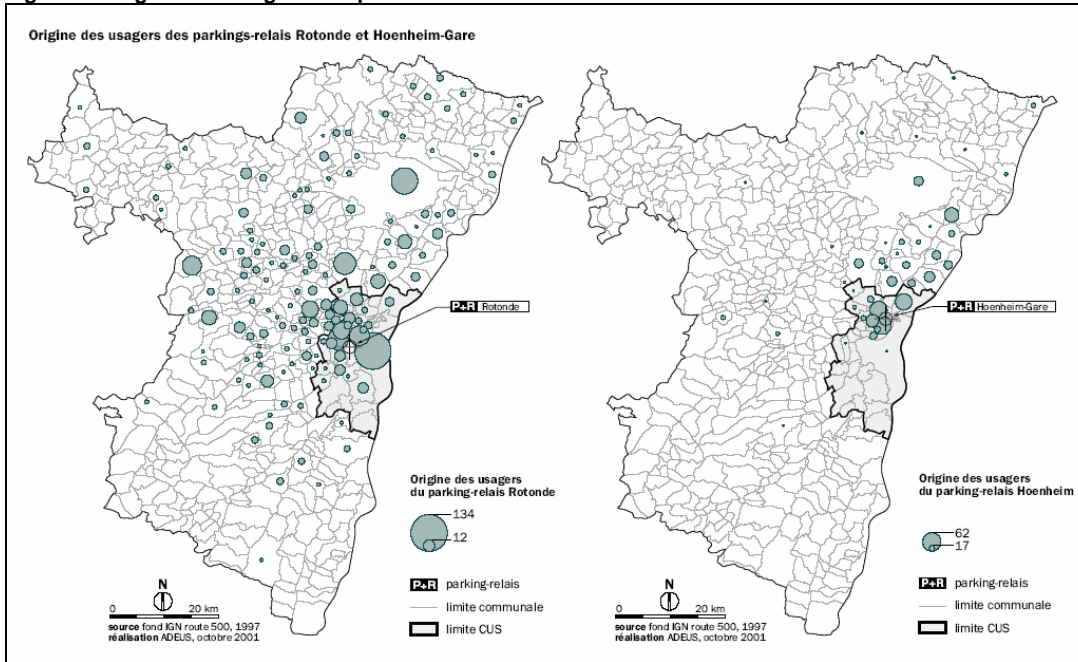 Origine des usagers des parkings-relais Rotonde et Hoenheim-Gare
P+R Rotonde
Origine des usagers
du parking-relais Rotonde
134
12
P+R parking-relais
limite communale
limite CUS
N
0 20 km
source fond IGN route 500, 1997
réalisation ADEUS, octobre 2001
P+R Hoenheim-Gare
Origine des usagers
du parking-relais Hoenheim
62
17
P+R parking-relais
limite communale
limite CUS
N
0 20 km
source fond IGN route 500, 1997
réalisation ADEUS, octobre 2001